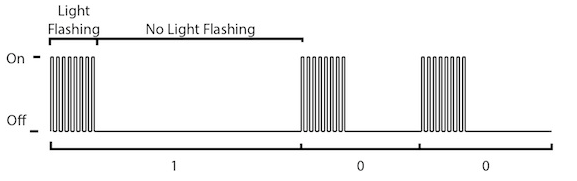 Light
Flashing
No Light Flashing
On
Off
1 0 0